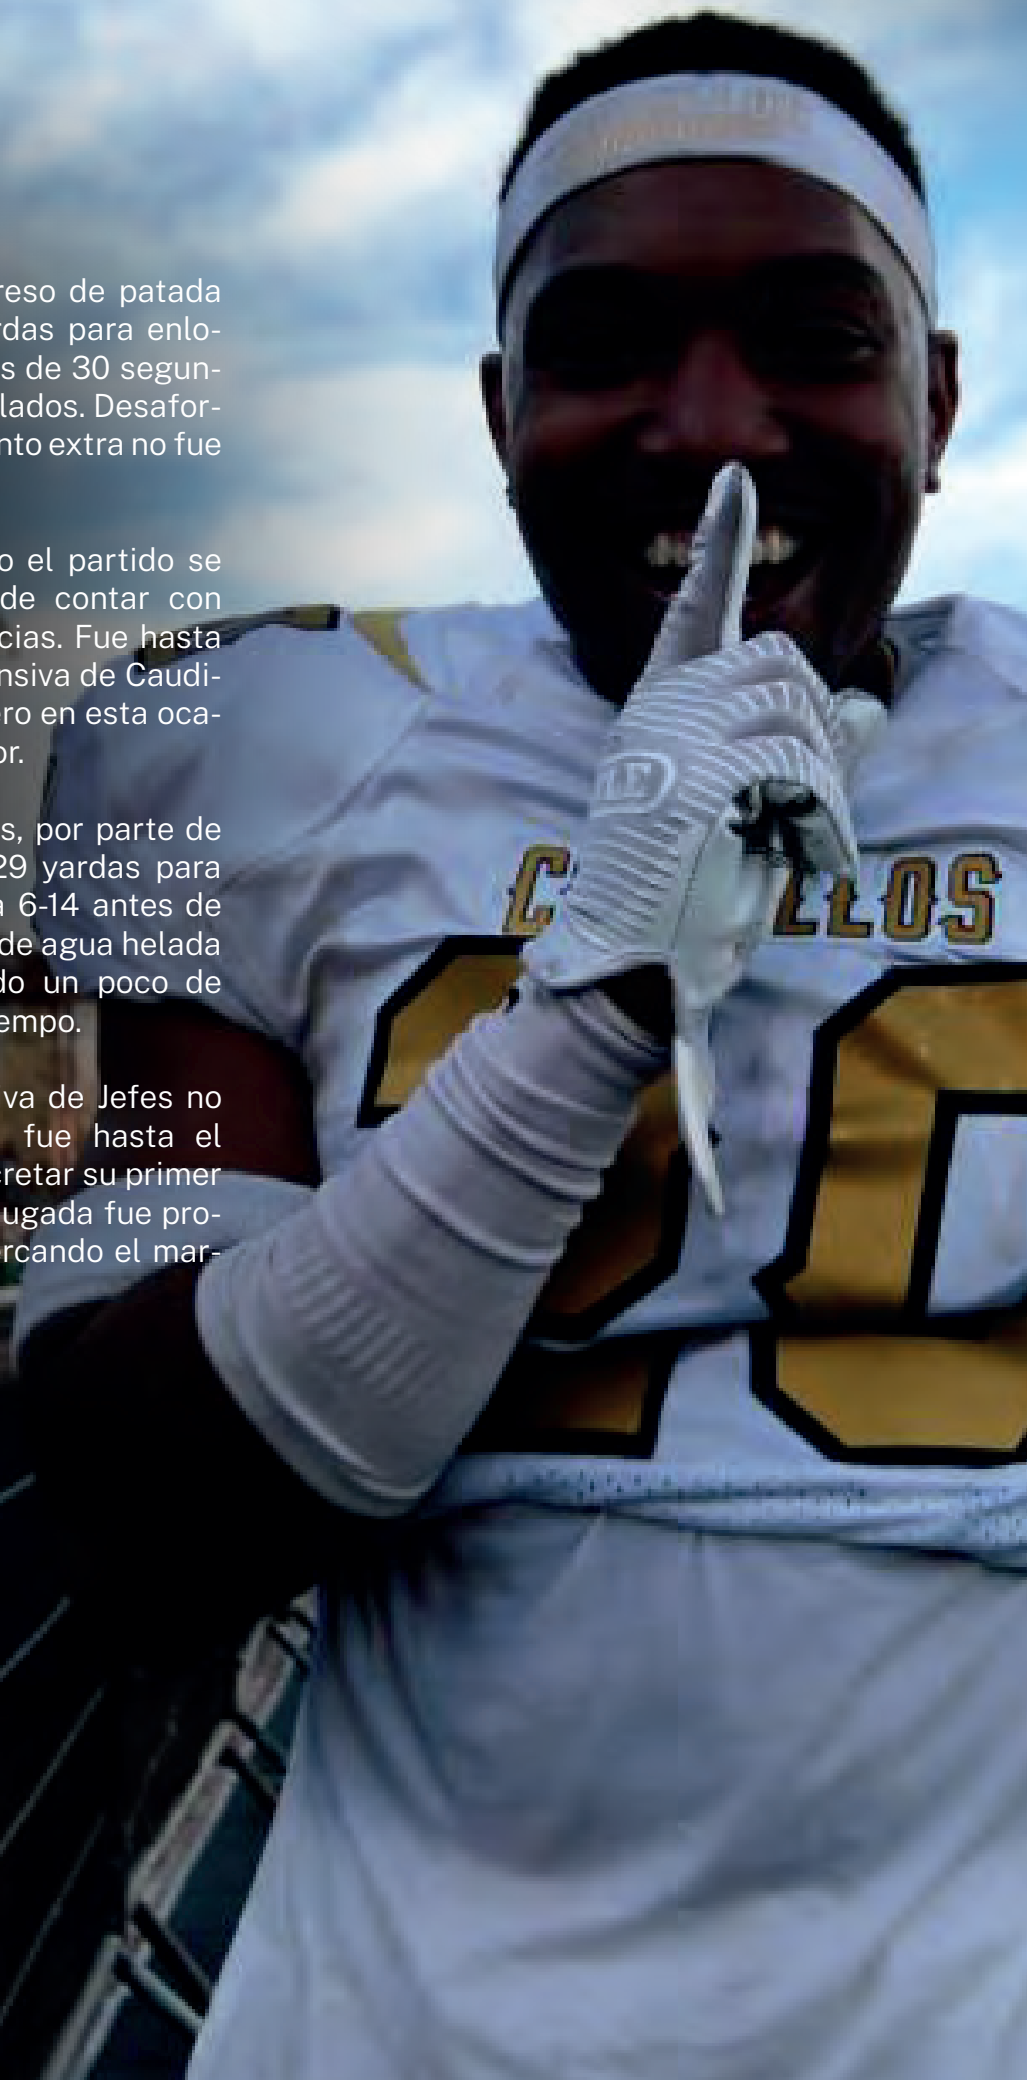 reso de patada
rdas para enlo-
s de 30 segun-
lados. Desafor-
nto extra no fue
o el partido se
de contar con
cias. Fue hasta
nsiva de Caudi-
ro en esta oca-
or.
s, por parte de
29 yardas para
a 6-14 antes de
de agua helada
do un poco de
empo.
va de Jefes no
fue hasta el
cretar su primer
ugada fue pro-
rcando el mar-
C LLOS
20